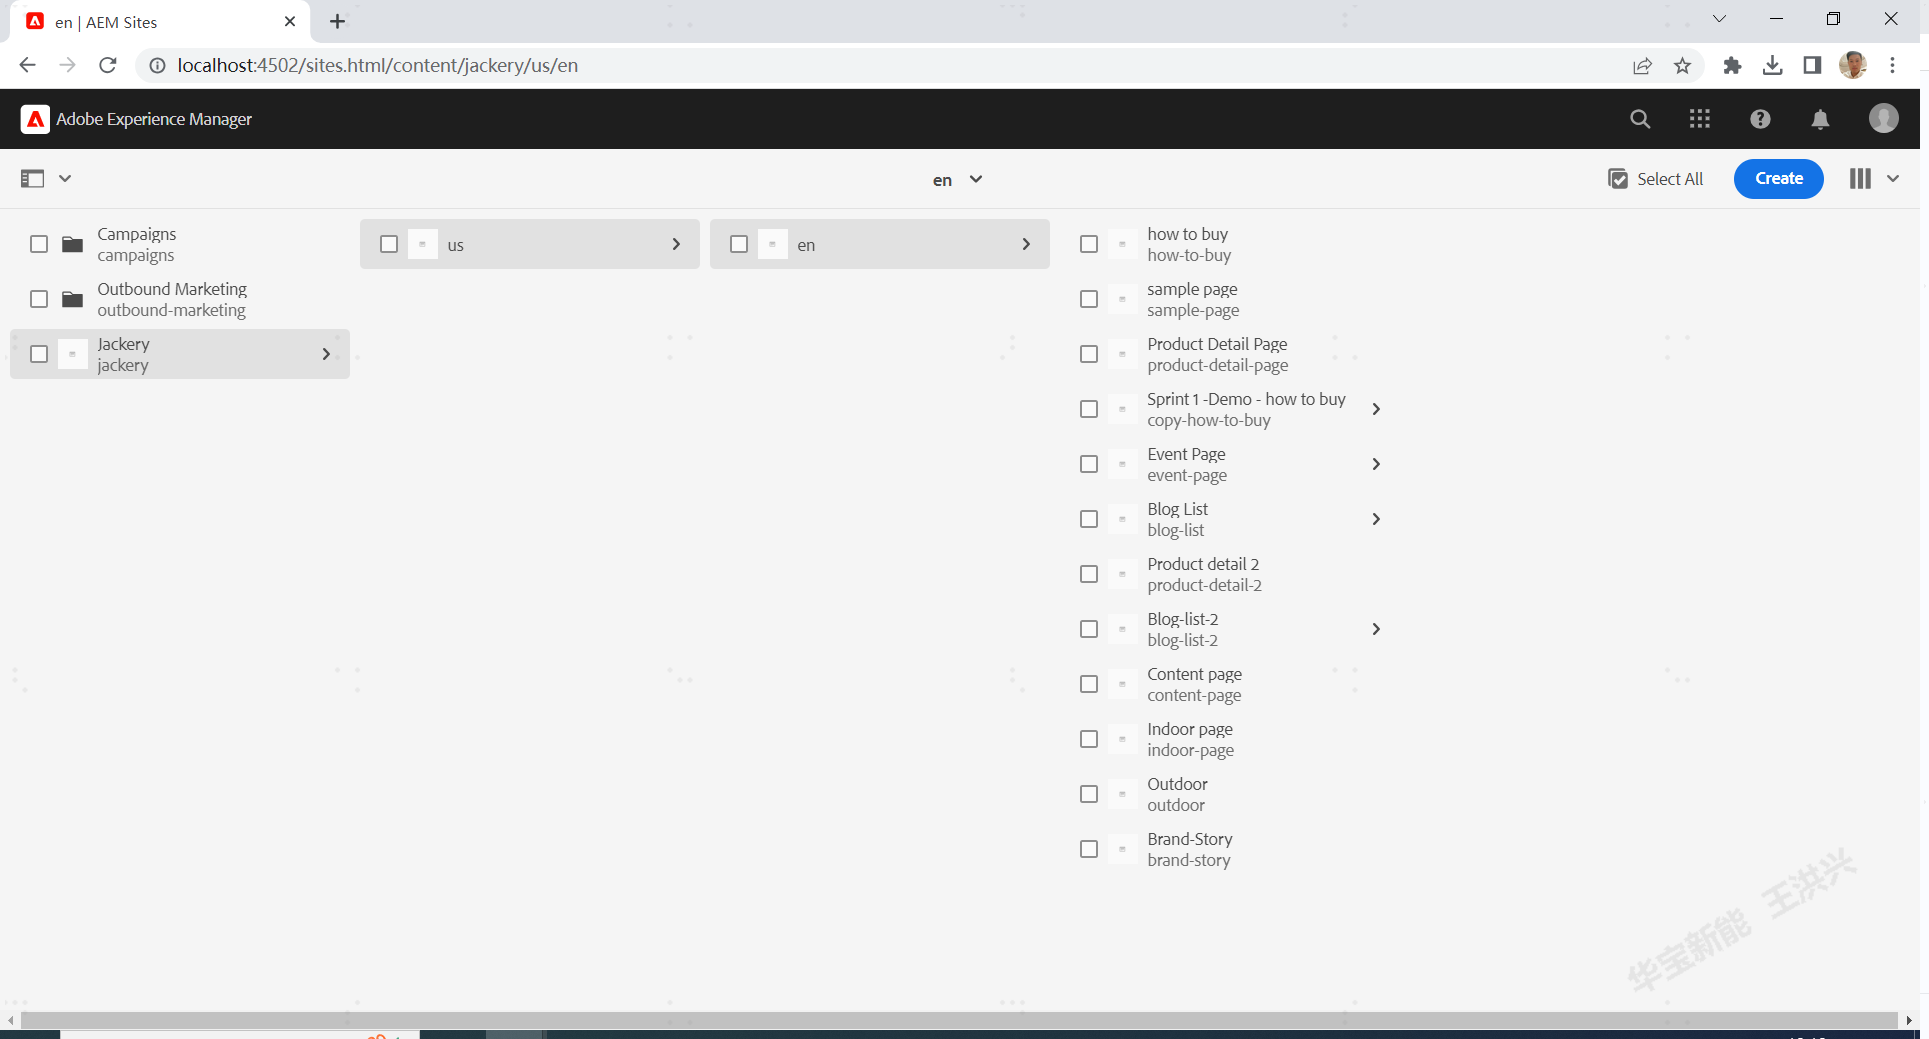 en | AEM Sites
localhost:4502/sites.html/content/jackery/us/en
Adobe Experience Manager
en
Select All
Create
Campaigns
campaigns
Outbound Marketing
outbound-marketing
Jackery
jackery
us
en
how to buy
how-to-buy
sample page
sample-page
Product Detail Page
product-detail-page
Sprint 1 -Demo - how to buy
copy-how-to-buy
Event Page
event-page
Blog List
blog-list
Product detail 2
product-detail-2
Blog-list-2
blog-list-2
Content page
content-page
Indoor page
indoor-page
Outdoor
outdoor
Brand-Story
brand-story
华宝新能 王洪兴